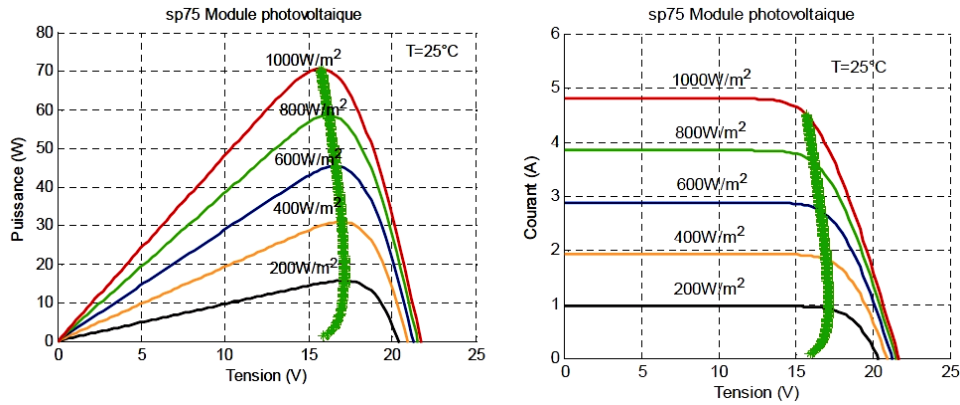 sp75 Module photovoltaique
80
70
60
50
40
30
20
10
0
Puissance (W)
T=25°C
1000W/m²
800W/m²
600W/m²
400W/m²
200W/m²
0 5 10 15 20 25
Tension (V)
sp75 Module photovoltaique
6
5
4
3
2
1
0
Courant (A)
T=25°C
1000W/m²
800W/m²
600W/m²
400W/m²
200W/m²
0 5 10 15 20 25
Tension (V)